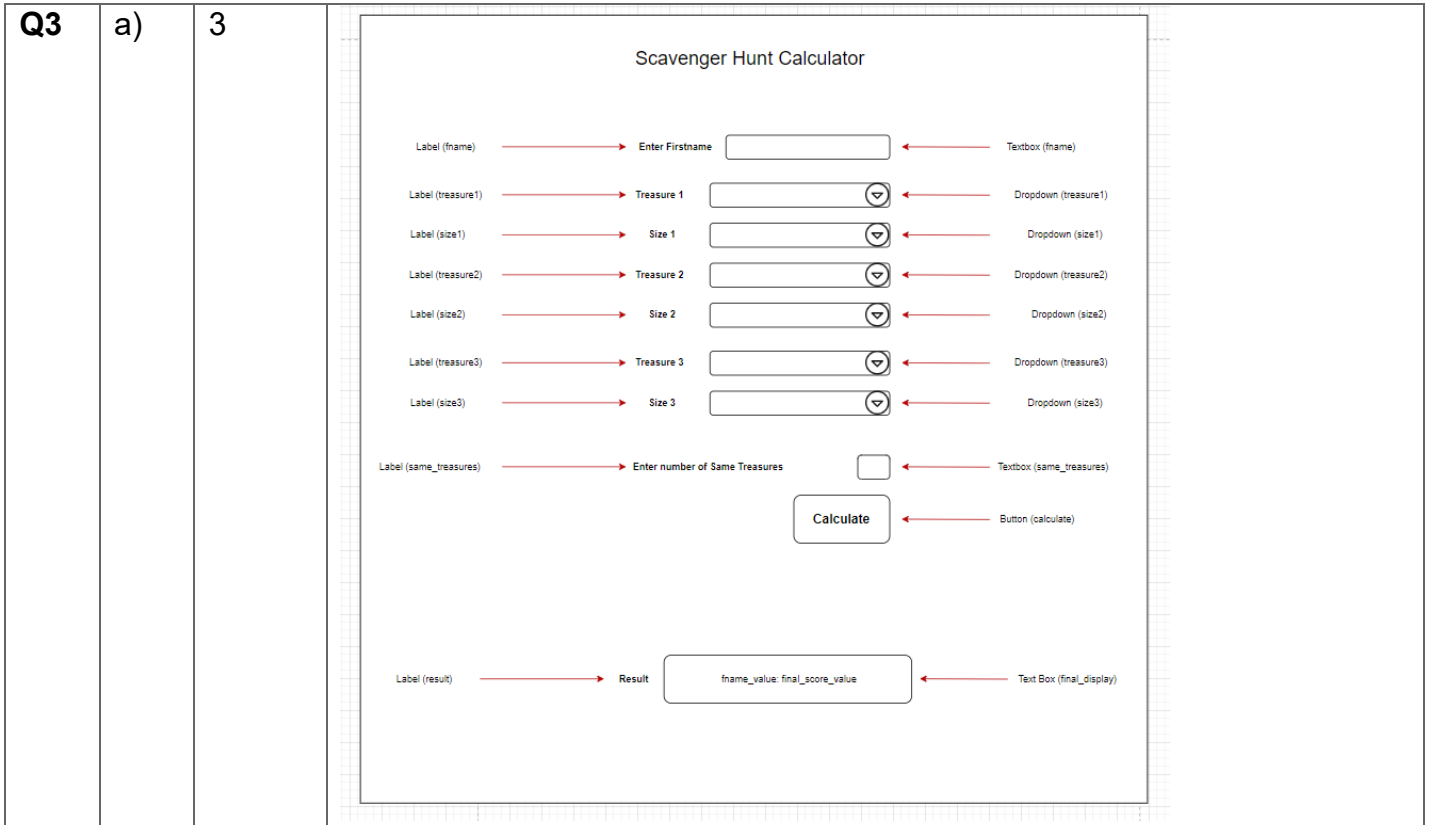 Q3 a) 3
Scavenger Hunt Calculator
Label (fname) Enter Firstname Textbox (fname)
Label (treasure1) Treasure 1 Dropdown (treasure1)
Label (size1) Size 1 Dropdown (size1)
Label (treasure2) Treasure 2 Dropdown (treasure2)
Label (size2) Size 2 Dropdown (size2)
Label (treasure3) Treasure 3 Dropdown (treasure3)
Label (size3) Size 3 Dropdown (size3)
Label (same_treasures) Enter number of Same Treasures Textbox (same_treasures)
Calculate Button (calculate)
Label (result) Result fname_value: final_score_value Text Box (final_display)